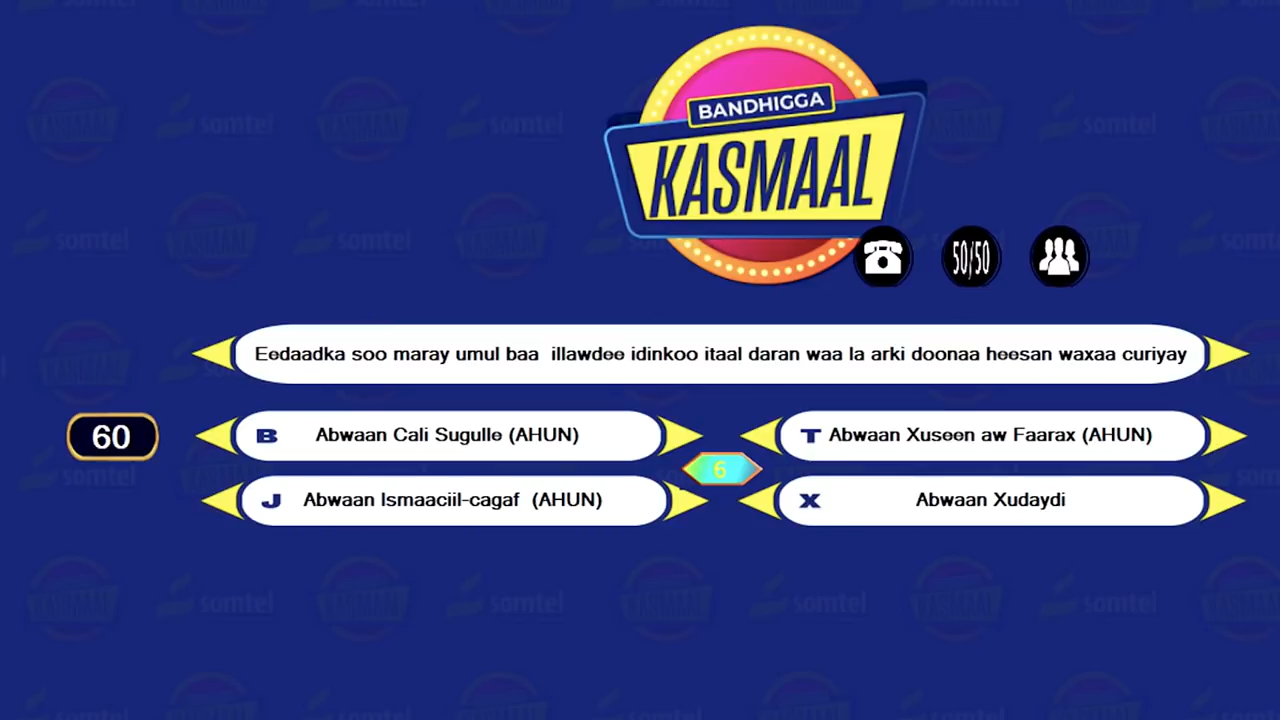 BANDHIGGA
KASMAAL
50/50
Eedaadka soo maray umul baa illawdee idinkoo itaal daran waa la arki doonaa heesan waxaa curiyay
60
B Abwaan Cali Sugulle (AHUN)
T Abwaan Xuseen aw Faarax (AHUN)
6
J Abwaan Ismaaciil-cagaf (AHUN)
X Abwaan Xudaydi
somtel